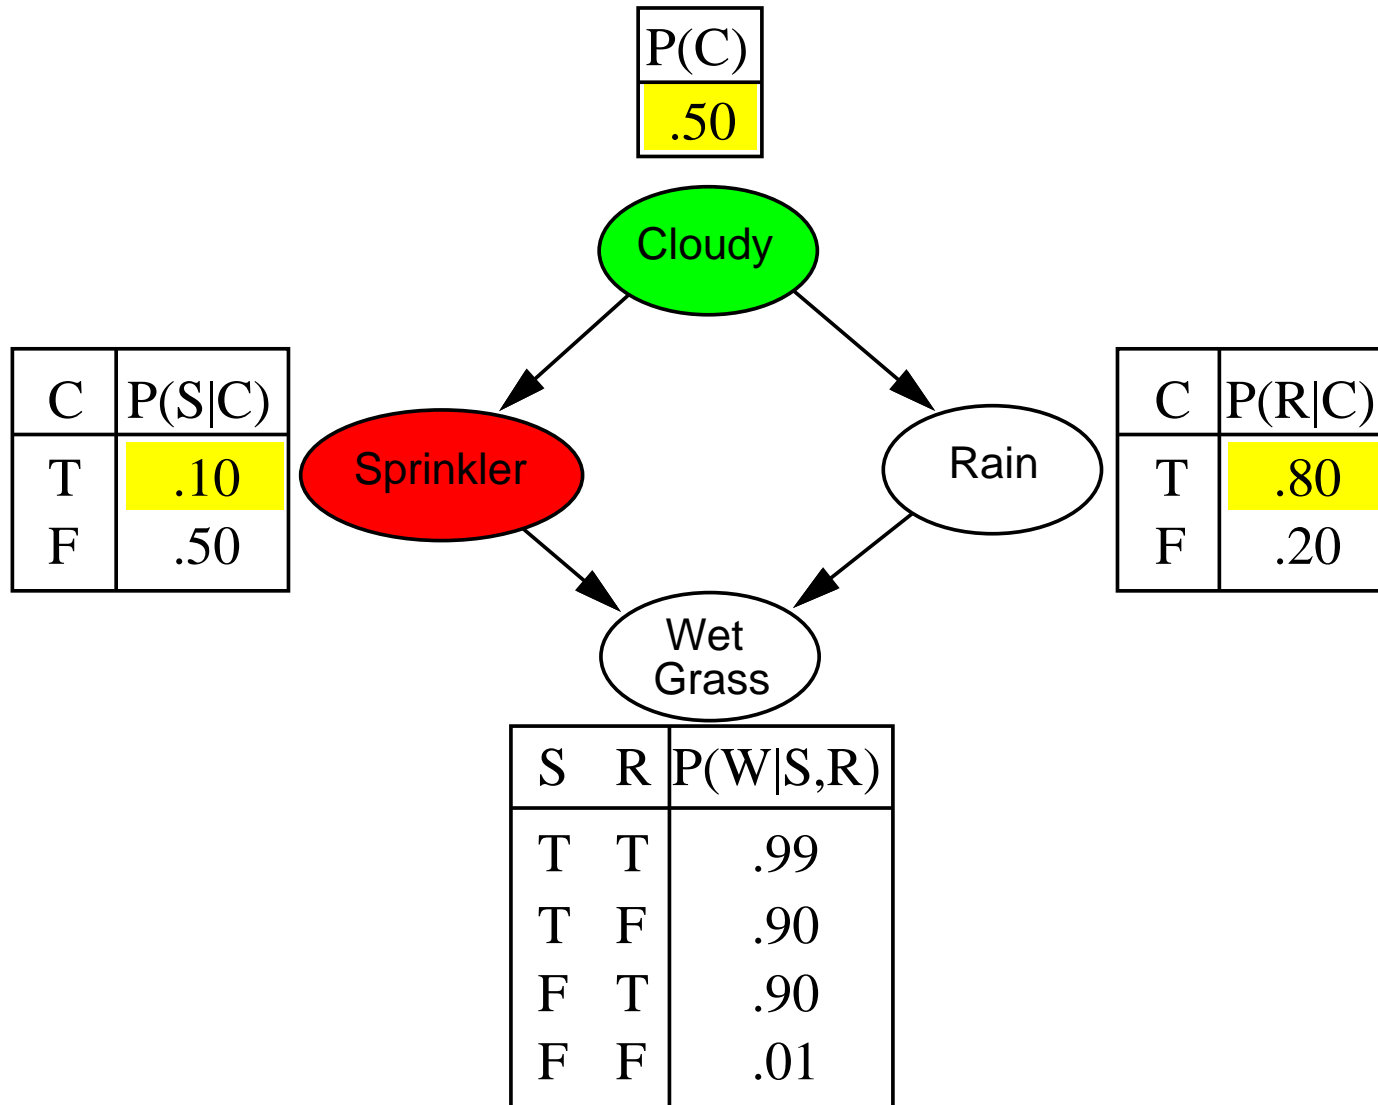 P(C)
.50
Cloudy
C P(S|C)
T .10
F .50
Sprinkler
Rain
C P(R|C)
T .80
F .20
Wet
Grass
S R P(W|S,R)
T T .99
T F .90
F T .90
F F .01